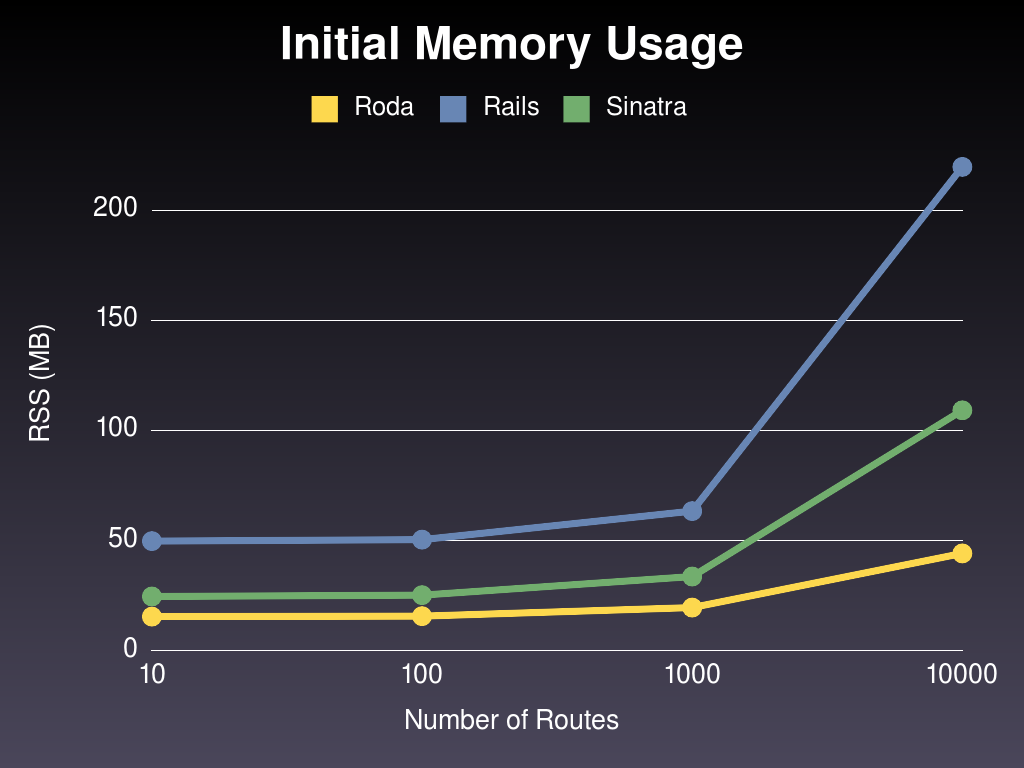 Initial Memory Usage
Roda Rails Sinatra
200
150
100
50
0
RSS (MB)
10 100 1000 10000
Number of Routes